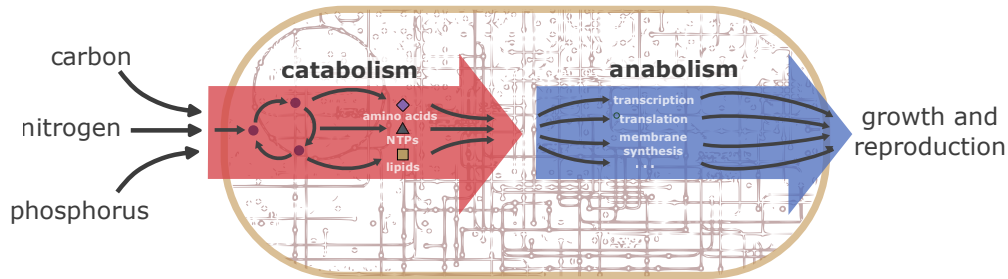 carbon
nitrogen
phosphorus
catabolism
amino acids
NTPs
lipids
anabolism
transcription
translation
membrane
synthesis
...
growth and
reproduction